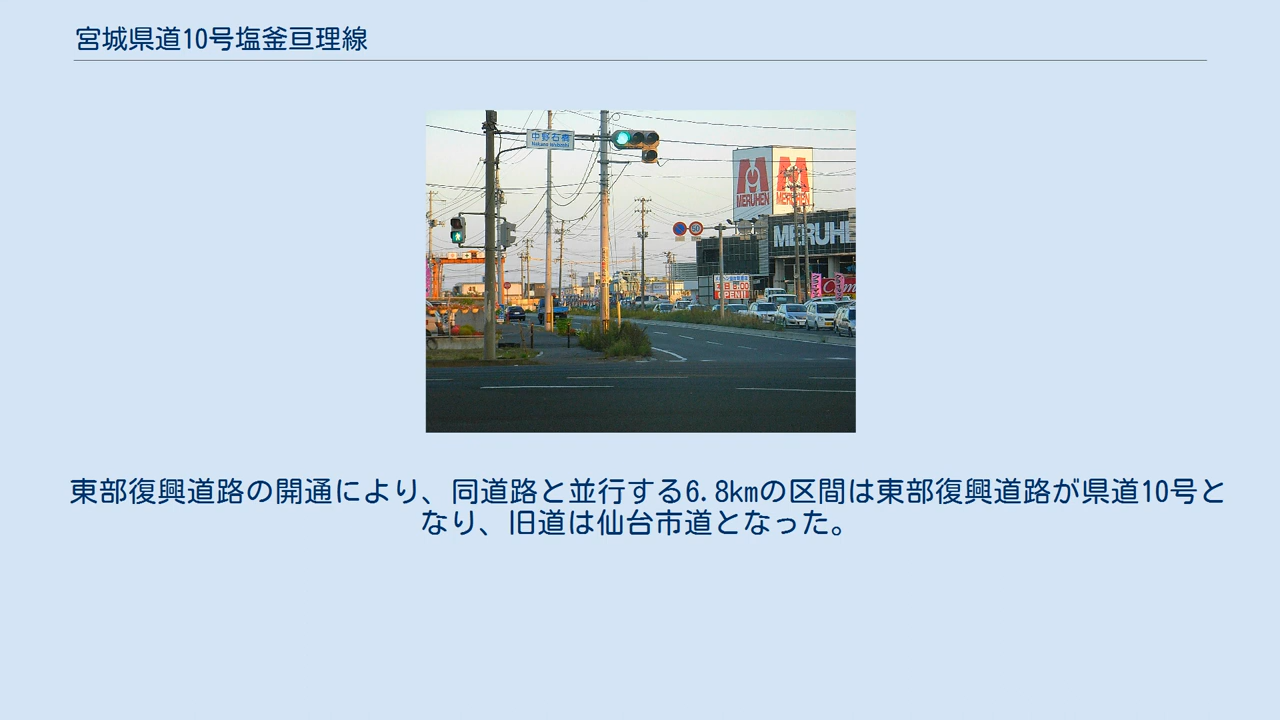 宮城県道10号塩釜亘理線
中野石橋
MERUHEN
MERUHEN
50
MERUHE
OPEN!!
東部復興道路の開通により、同道路と並行する6.8kmの区間は東部復興道路が県道10号と
なり、旧道は仙台市道となった。